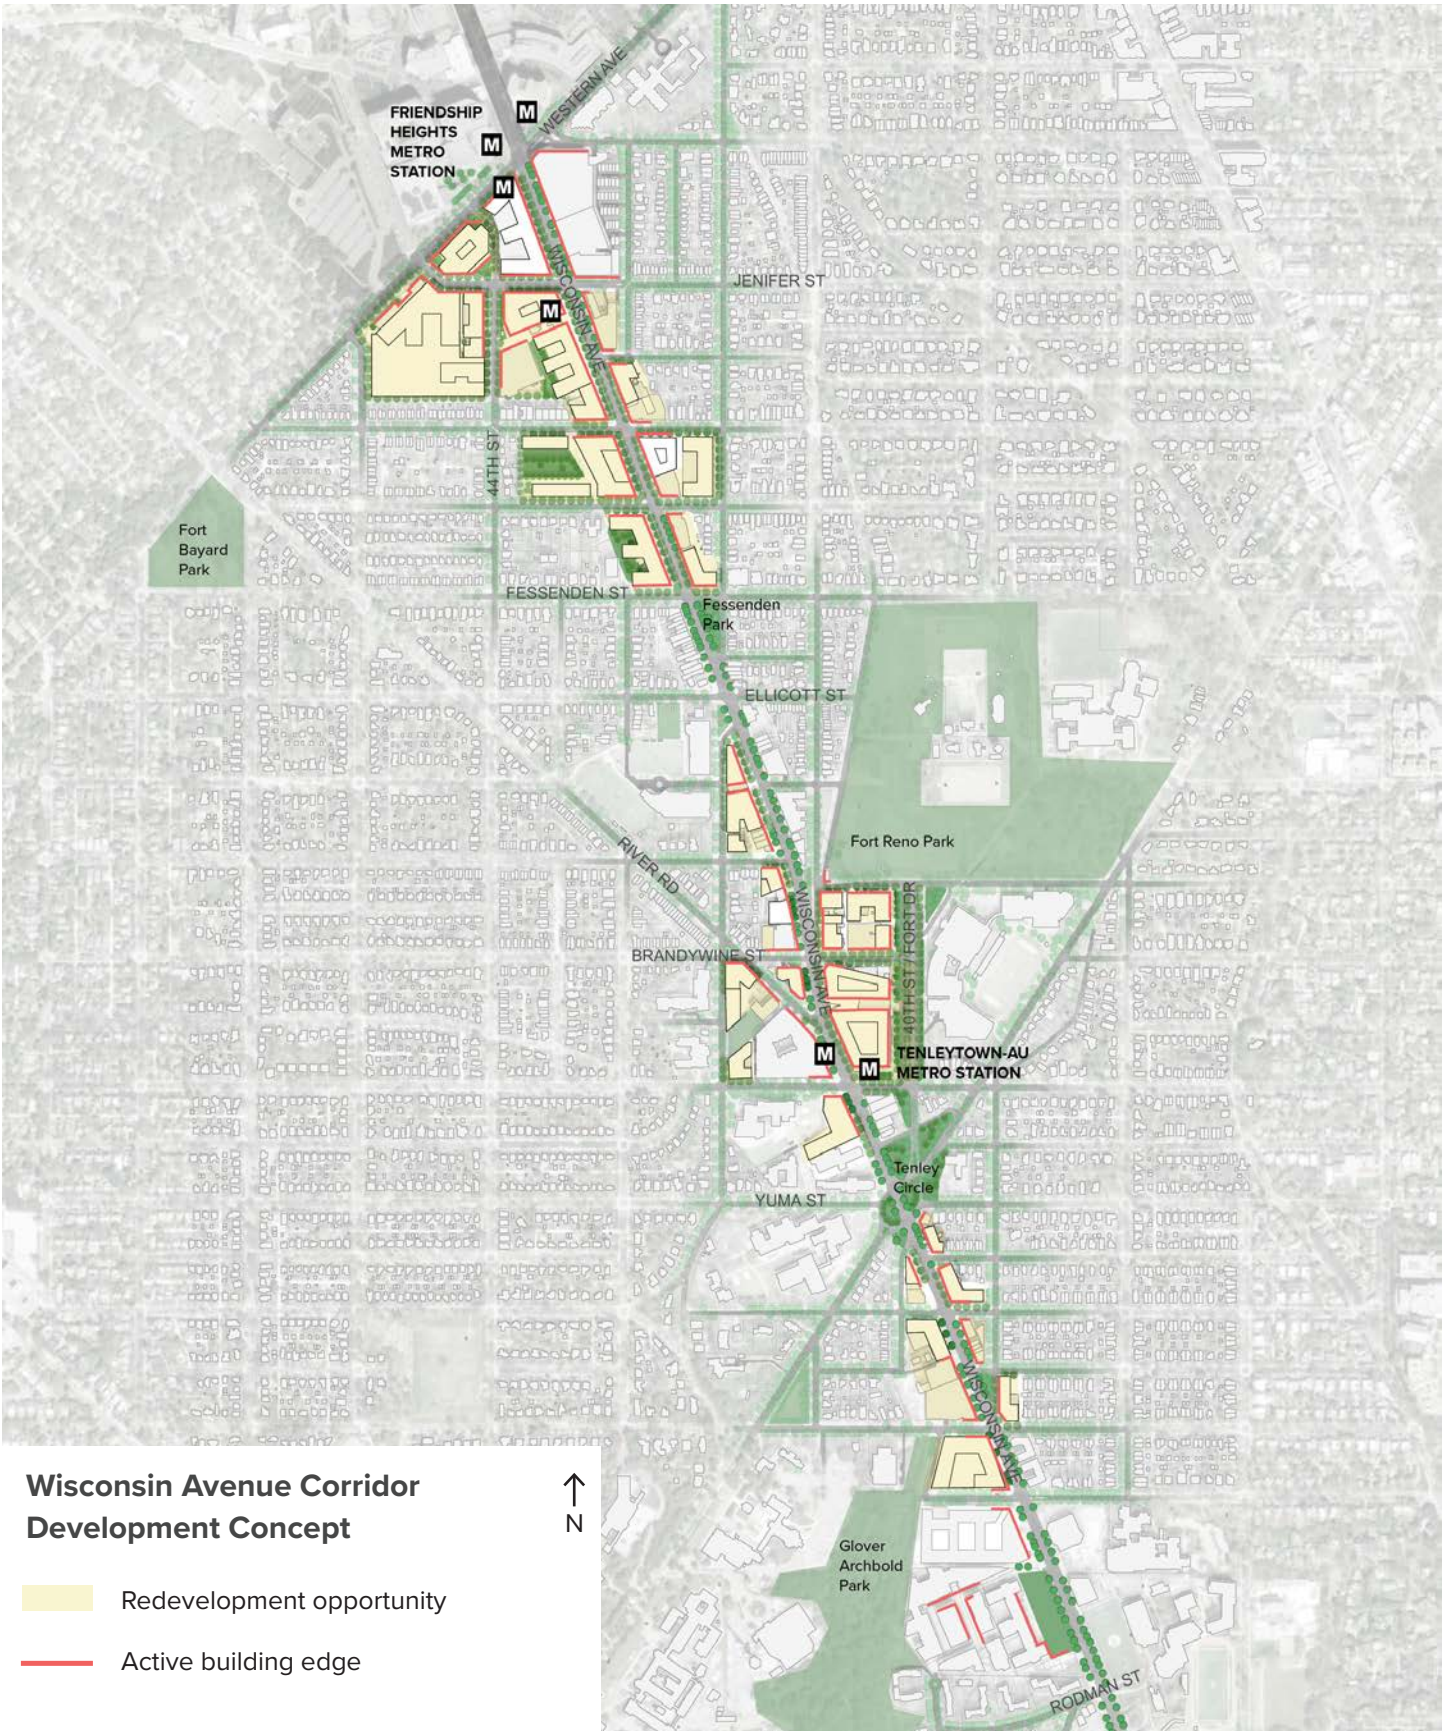 WESTERN AVE
M
FRIENDSHIP
HEIGHTS
METRO
STATION
M
M
WISCONSIN AVE
JENIFER ST
M
44TH ST
Fort
Bayard
Park
FESSENDEN ST
Fessenden
Park
ELLICOTT ST
RIVER RD
Fort Reno Park
WISCONSIN AVE
40TH ST / FORT DR
BRANDYWINE ST
M
M
TENLEYTOWN-AU
METRO STATION
Tenley
Circle
YUMA ST
WISCONSIN AVE
Wisconsin Avenue Corridor
Development Concept
N
Redevelopment opportunity
Active building edge
Glover
Archbold
Park
RODMAN ST